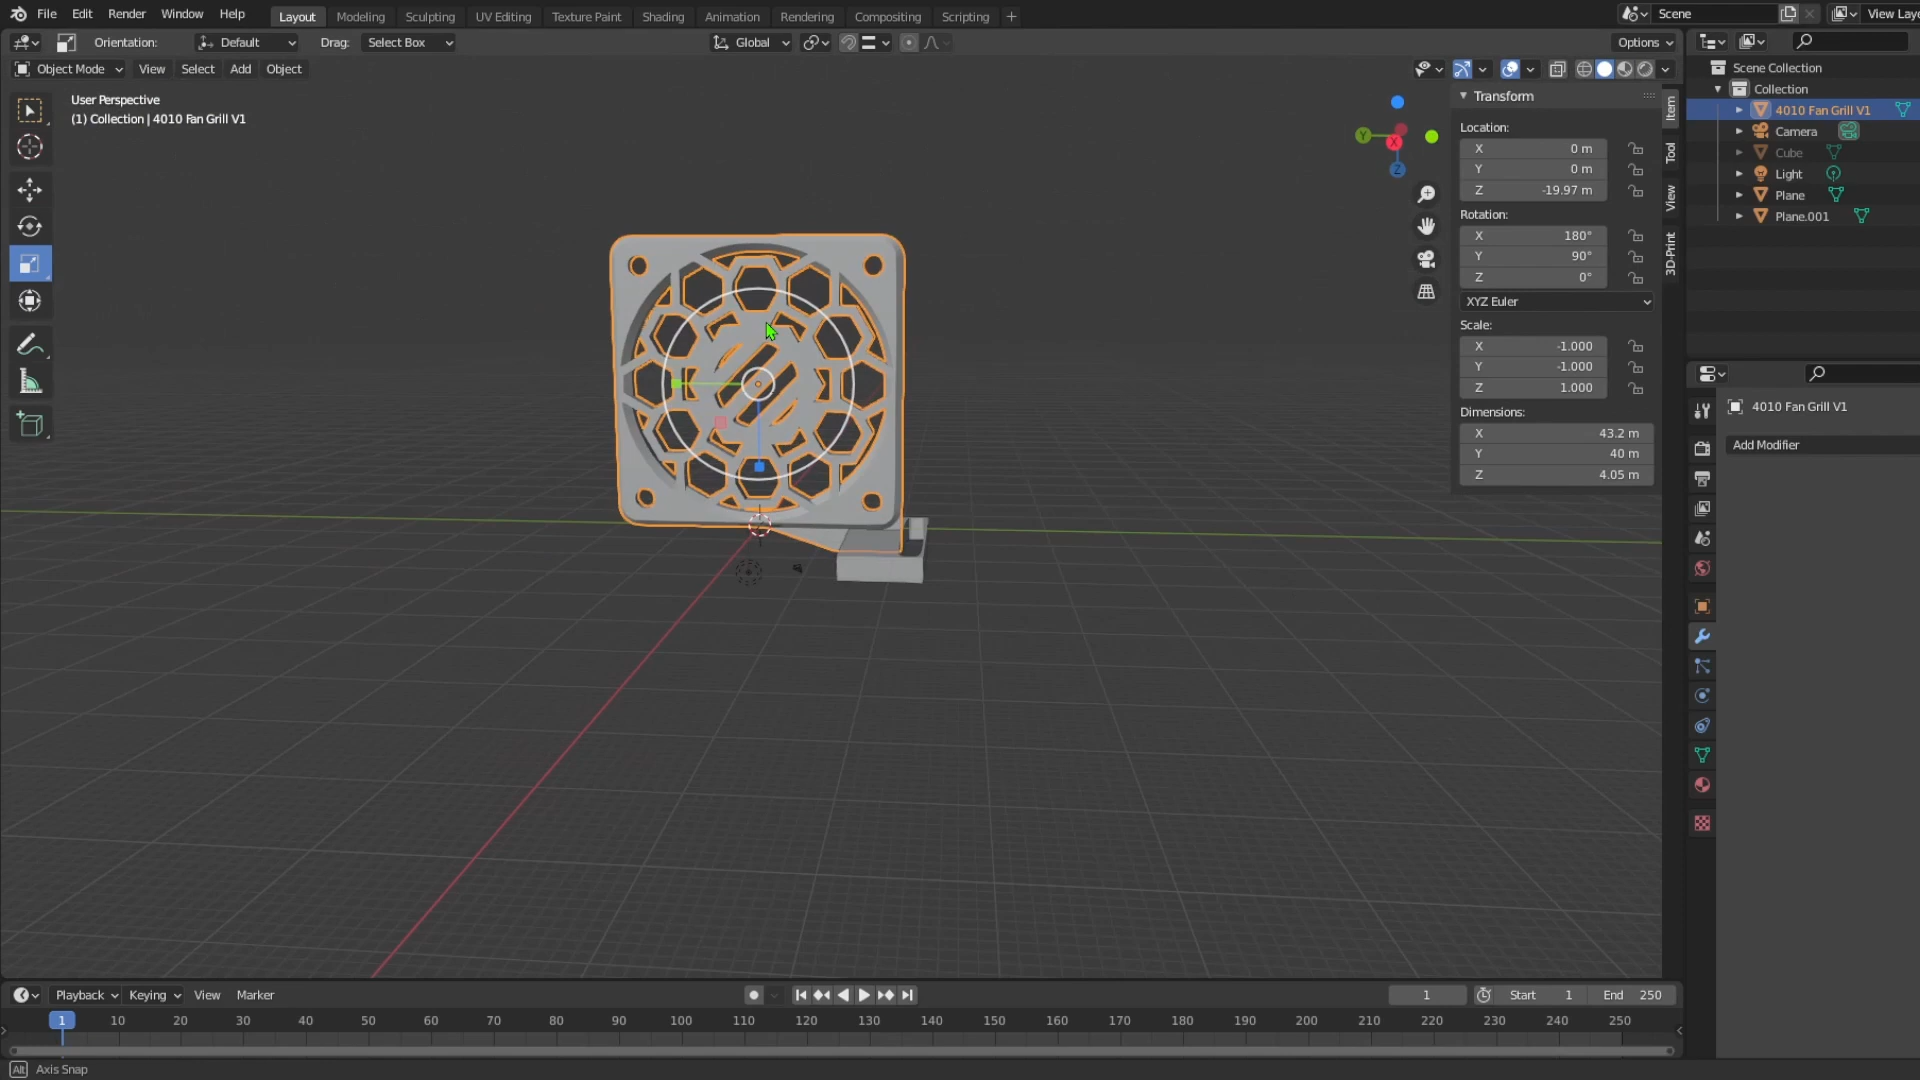 File Edit Render Window Help Layout Modeling Sculpting UV Editing Texture Paint Shading Animation Rendering Compositing Scripting + Scene View Laye
Orientation: Default Drag: Select Box Global Options
Object Mode View Select Add Object
User Perspective
(1) Collection | 4010 Fan Grill V1
Y
X
Z
Transform
Location:
X 0 m
Y 0 m
Z -19.97 m
Rotation:
X 180°
Y 90°
Z 0°
XYZ Euler
Scale:
X -1.000
Y -1.000
Z 1.000
Dimensions:
X 43.2 m
Y 40 m
Z 4.05 m
Item
Tool
View
3D-Print
Scene Collection
Collection
4010 Fan Grill V1
Camera
Cube
Light
Plane
Plane.001
4010 Fan Grill V1
Add Modifier
Playback Keying View Marker 1 Start 1 End 250
1 10 20 30 40 50 60 70 80 90 100 110 120 130 140 150 160 170 180 190 200 210 220 230 240 250
Alt Axis Snap